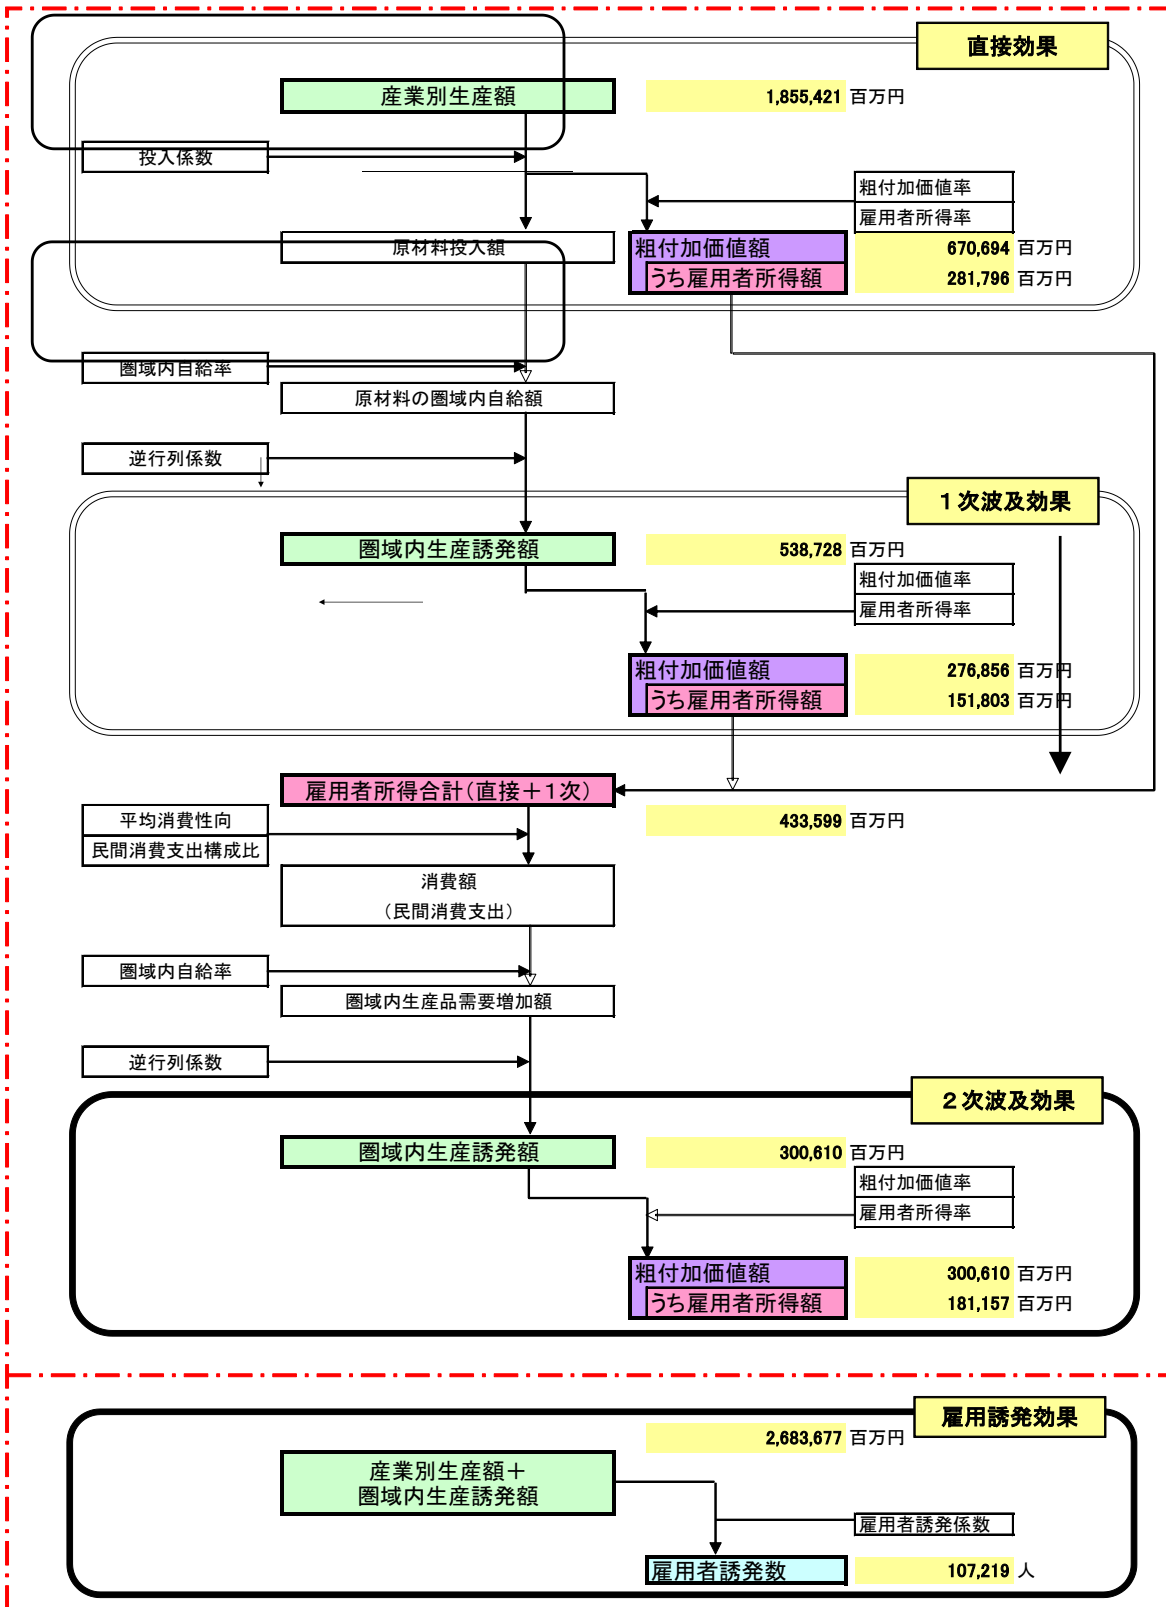 直接効果
産業別生産額
1,855,421 百万円
投入係数
粗付加価値率
雇用者所得率
原材料投入額
粗付加価値額
670,694 百万円
うち雇用者所得額
281,796 百万円
圏域内自給率
原材料の圏域内自給額
逆行列係数
１次波及効果
圏域内生産誘発額
538,728 百万円
粗付加価値率
雇用者所得率
粗付加価値額
276,856 百万円
うち雇用者所得額
151,803 百万円
雇用者所得合計（直接＋１次）
平均消費性向
433,599 百万円
民間消費支出構成比
消費額
（民間消費支出）
圏域内自給率
圏域内生産品需要増加額
逆行列係数
２次波及効果
圏域内生産誘発額
300,610 百万円
粗付加価値率
雇用者所得率
粗付加価値額
300,610 百万円
うち雇用者所得額
181,157 百万円
雇用誘発効果
2,683,677 百万円
産業別生産額＋
圏域内生産誘発額
雇用者誘発係数
雇用者誘発数
107,219 人